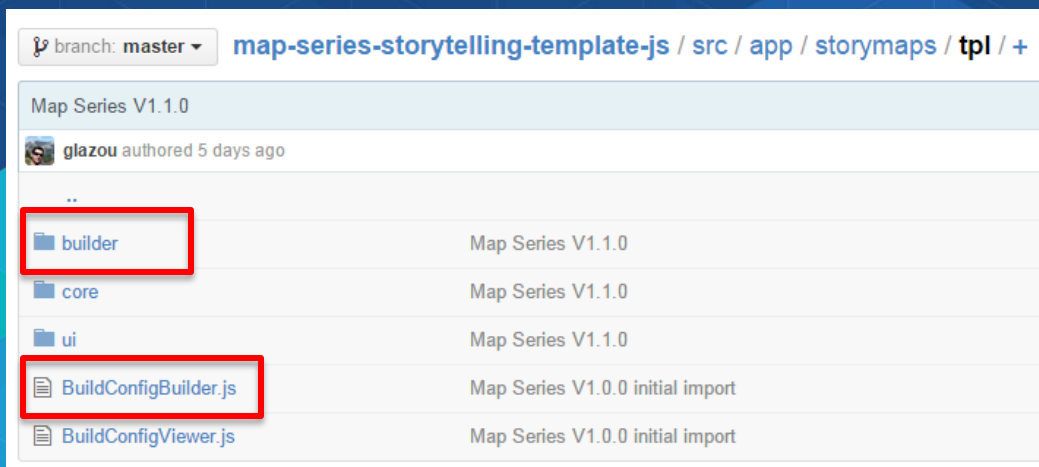 branch: master map-series-storytelling-template-js / src / app / storymaps / tpl / +
Map Series V1.1.0
glazou authored 5 days ago
..
builder Map Series V1.1.0
core Map Series V1.1.0
ui Map Series V1.1.0
BuildConfigBuilder.js Map Series V1.0.0 initial import
BuildConfigViewer.js Map Series V1.0.0 initial import